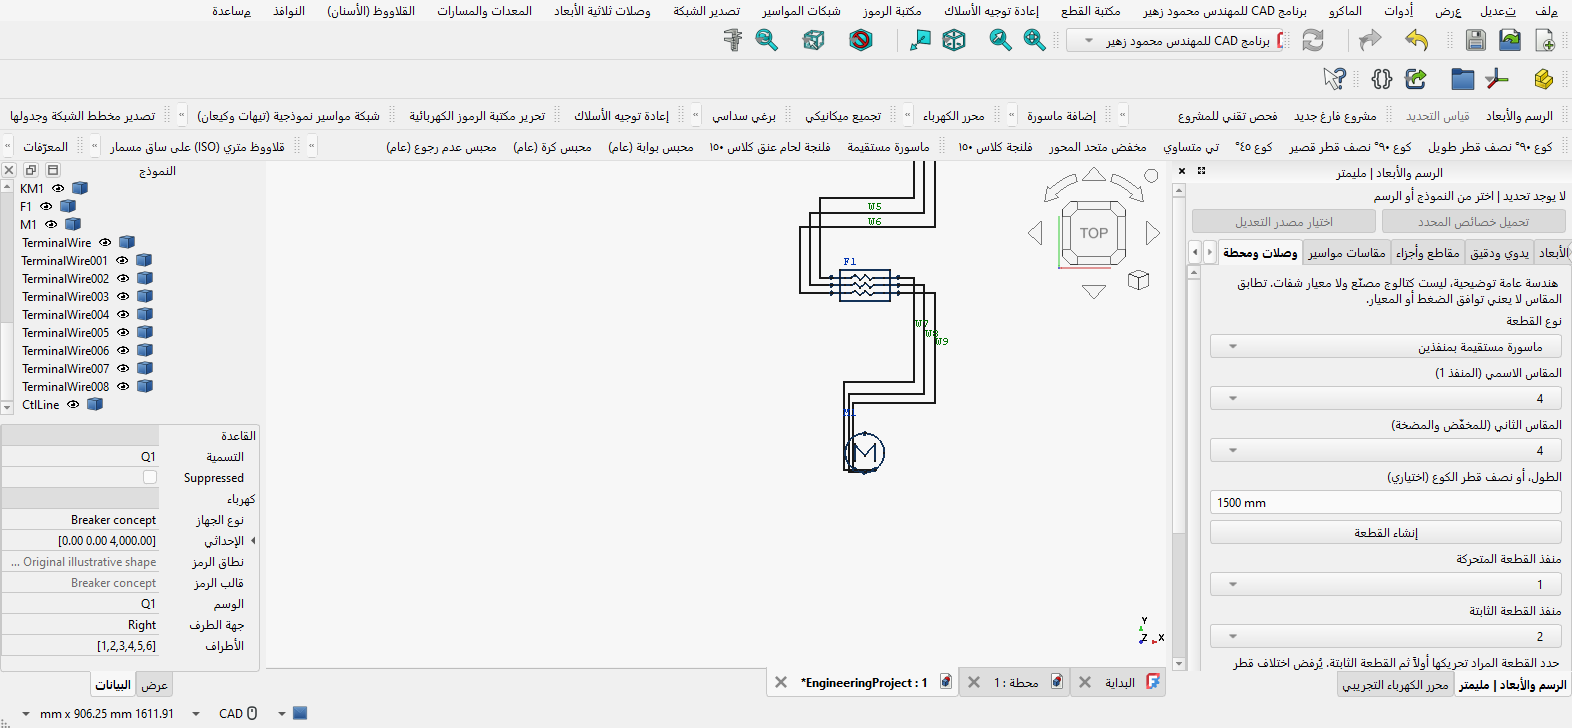 ملف تعديل عرض أدوات الماكرو برنامج CAD للمهندس محمود زهير مكتبة القطع إعادة توجيه الأسلاك مكتبة الرموز شبكات المواسير تصدير الشبكة وصلات ثلاثية الأبعاد القلاووظ (الأسنان) المعدات والمسارات النوافذ مساعدة
برنامج CAD للمهندس محمود زهير
الرسم والأبعاد قياس التحديد مشروع فارغ جديد فحص تقني للمشروع » إضافة ماسورة » محرر الكهرباء » تجميع ميكانيكي برغي سداسي » إعادة توجيه الأسلاك تحرير مكتبة الرموز الكهربائية شبكة مواسير نموذجية (تيهات وكيعان) » تصدير مخطط الشبكة وجدولها
كوع ٩٠° نصف قطر طويل كوع ٩٠° نصف قطر قصير كوع ٤٥° تي متساوي مخفض متحد المحور فلنجة كلاس ١٥٠ ماسورة مستقيمة فلنجة لحام عنق كلاس ١٥٠ محبس بوابة (عام) محبس كرة (عام) محبس عدم رجوع (عام) » قلاووظ متري (ISO) على ساق مسمار » المعرّفات »
الرسم والأبعاد | مليمتر
لا يوجد تحديد | اختر من النموذج أو الرسم
تحميل خصائص المحدد اختيار مصدر التعديل
الأبعاد يدوي ودقيق مقاطع وأجزاء مقاسات مواسير وصلات ومحطة
هندسة عامة توضيحية، ليست كتالوج مصنّع ولا معيار شفات. تطابق
المقاس لا يعني توافق الضغط أو المعيار.
نوع القطعة
ماسورة مستقيمة بمنفذين
المقاس الاسمي (المنفذ 1)
4
المقاس الثاني (للمخفّض والمضخة)
4
الطول، أو نصف قطر الكوع (اختياري)
1500 mm
إنشاء القطعة
منفذ القطعة المتحركة
1
منفذ القطعة الثابتة
2
حدد القطعة المراد تحريكها أولاً ثم القطعة الثابتة. يُرفض اختلاف قطر
الرسم والأبعاد | مليمتر محرر الكهرباء التجريبي
TOP
W5
W6
F1
W7
W8
W9
M
Y
Z X
البداية محطة : 1 EngineeringProject : 1*
النموذج
KM1
F1
M1
TerminalWire
TerminalWire001
TerminalWire002
TerminalWire003
TerminalWire004
TerminalWire005
TerminalWire006
TerminalWire007
TerminalWire008
CtlLine
القاعدة
التسمية Q1
Suppressed
كهرباء
نوع الجهاز Breaker concept
الإحداثي [0.00 0.00 4,000.00]
نطاق الرمز Original illustrative shape ...
قالب الرمز Breaker concept
الوسم Q1
جهة الطرف Right
الأطراف [1,2,3,4,5,6]
عرض البيانات
CAD 1611.91 mm x 906.25 mm